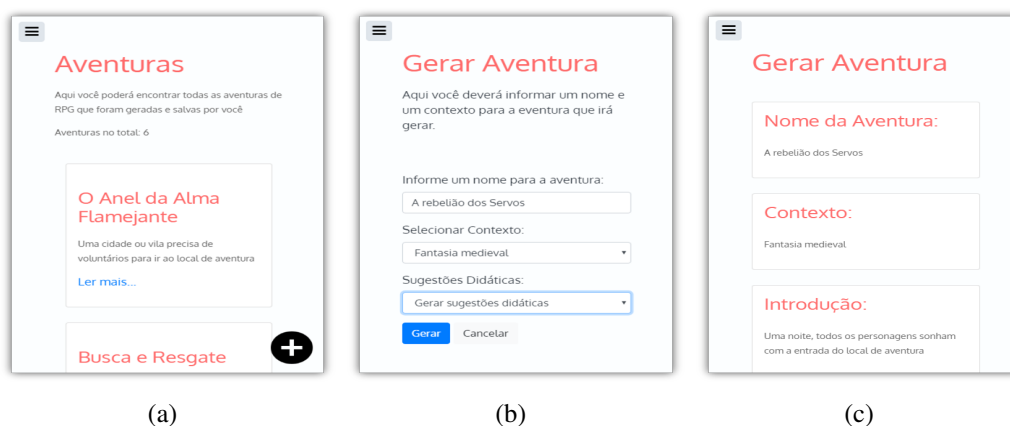 Aventuras
Aqui você poderá encontrar todas as aventuras de
RPG que foram geradas e salvas por você
Aventuras no total: 6
O Anel da Alma
Flamejante
Uma cidade ou vila precisa de
voluntários para ir ao local de aventura
Ler mais...
Busca e Resgate
(a)
Gerar Aventura
Aqui você deverá informar um nome e
um contexto para a eventura que irá
gerar.
Informe um nome para a aventura:
A rebelião dos Servos
Selecionar Contexto:
Fantasia medieval
Sugestões Didáticas:
Gerar sugestões didáticas
Gerar Cancelar
(b)
Gerar Aventura
Nome da Aventura:
A rebelião dos Servos
Contexto:
Fantasia medieval
Introdução:
Uma noite, todos os personagens sonham
com a entrada do local de aventura
(c)